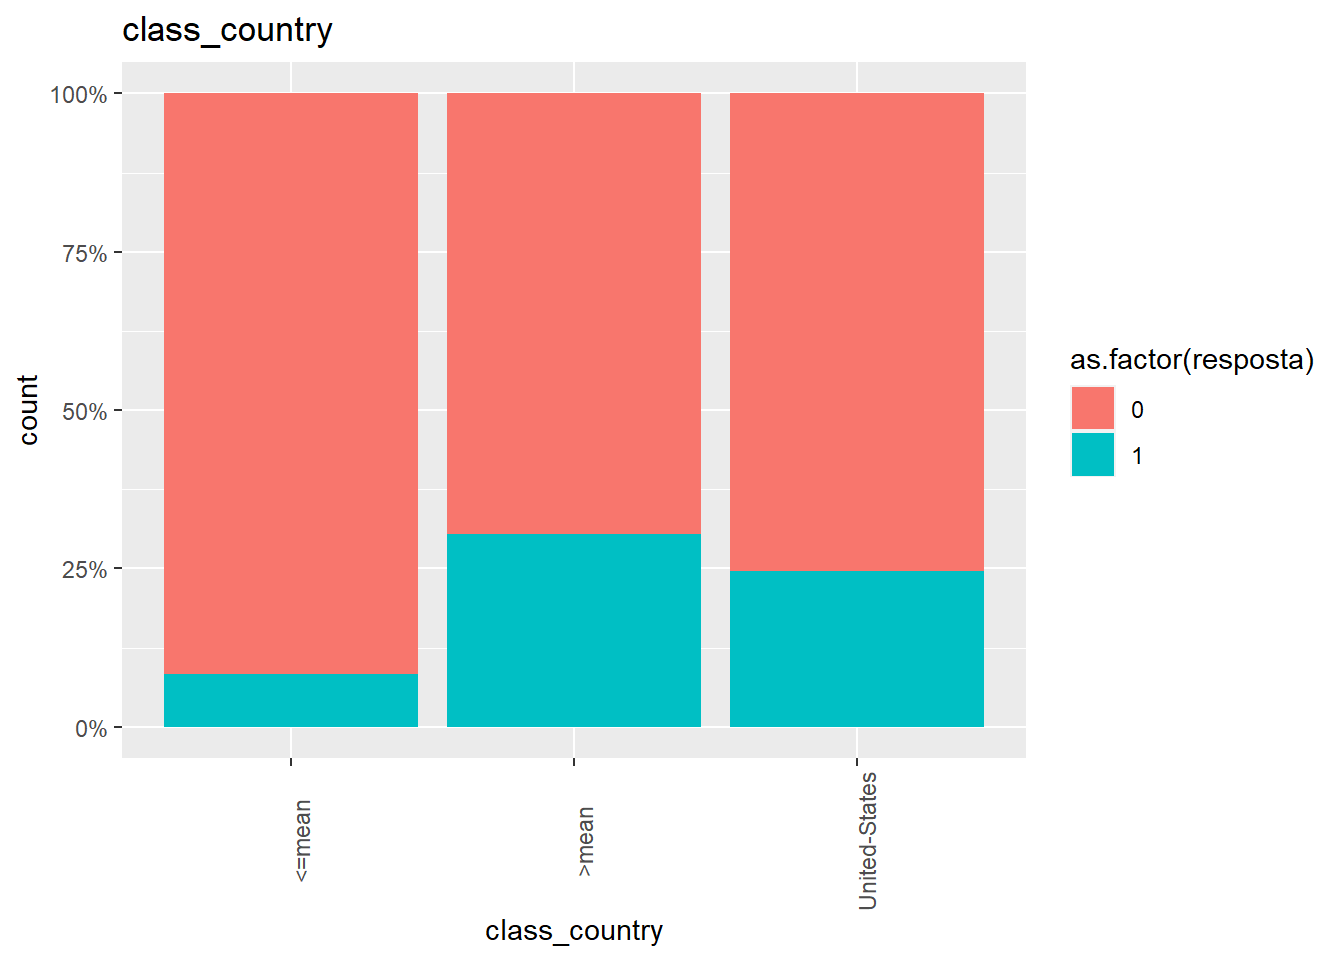 class_country
100%
75%
50%
25%
0%
count
<=mean
>mean
United-States
class_country
as.factor(resposta)
0
1